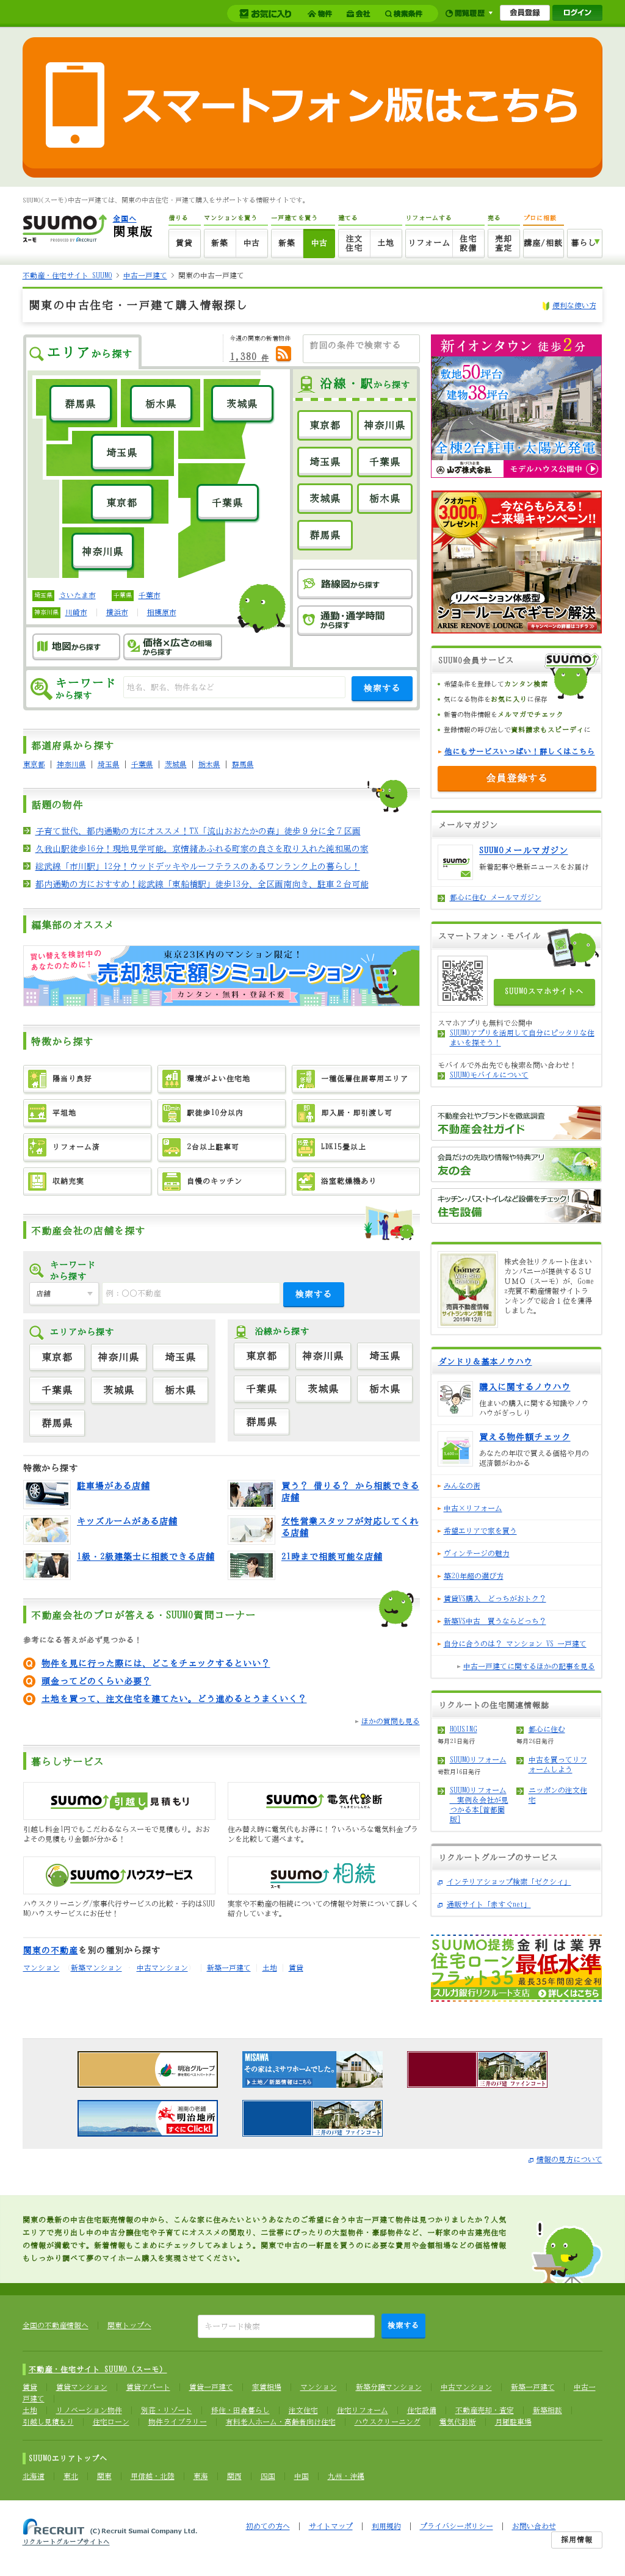 お気に入り 物件 会社 検索条件 閲覧履歴 会員登録 ログイン
スマートフォン版はこちら
SUUMO(スーモ)中古一戸建ては、関東の中古住宅・戸建て購入をサポートする情報サイトです。
SUUMO 全国へ 関東版
スーモ PRODUCED BY RECRUIT
借りる マンションを買う 一戸建てを買う 建てる リフォームする 売る プロに相談
賃貸 新築 中古 新築 中古 注文住宅 土地 リフォーム 住宅設備 売却査定 講座/相談 暮らし
不動産・住宅サイト SUUMO > 中古一戸建て > 関東の中古一戸建て
関東の中古住宅・一戸建て購入情報探し
便利な使い方
エリアから探す
今週の関東の新着物件
1,380 件
前回の条件で検索する
群馬県 栃木県 茨城県
埼玉県
東京都 千葉県
神奈川県
埼玉県 さいたま市 千葉県 千葉市
神奈川県 川崎市 横浜市 相模原市
沿線・駅から探す
東京都 神奈川県
埼玉県 千葉県
茨城県 栃木県
群馬県
路線図から探す
通勤・通学時間から探す
地図から探す
価格×広さの相場から探す
キーワードから探す
地名、駅名、物件名など
検索する
都道府県から探す
東京都 | 神奈川県 | 埼玉県 | 千葉県 | 茨城県 | 栃木県 | 群馬県
話題の物件
子育て世代、都内通勤の方にオススメ！TX「流山おおたかの森」徒歩９分に全７区画
久我山駅徒歩16分！現地見学可能。京情緒あふれる町家の良さを取り入れた純和風の家
総武線「市川駅」12分！ウッドデッキやルーフテラスのあるワンランク上の暮らし！
都内通勤の方におすすめ！総武線「東船橋駅」徒歩13分、全区画南向き、駐車２台可能
編集部のオススメ
買い替えを検討中のあなたのために！
東京23区内のマンション限定！
売却想定額シミュレーション
カンタン・無料・登録不要
特徴から探す
陽当り良好 環境がよい住宅地 一種低層住居専用エリア
平坦地 駅徒歩10分以内 即入居・即引渡し可
リフォーム済 2台以上駐車可 LDK15畳以上
収納充実 自慢のキッチン 浴室乾燥機あり
不動産会社の店舗を探す
キーワードから探す
店舗 例：〇〇不動産 検索する
エリアから探す
東京都 神奈川県 埼玉県
千葉県 茨城県 栃木県
群馬県
沿線から探す
東京都 神奈川県 埼玉県
千葉県 茨城県 栃木県
群馬県
特徴から探す
駐車場がある店舗
買う？ 借りる？ から相談できる店舗
キッズルームがある店舗
女性営業スタッフが対応してくれる店舗
1級・2級建築士に相談できる店舗
21時まで相談可能な店舗
不動産会社のプロが答える・SUUMO質問コーナー
参考になる答えが必ず見つかる！
Q 物件を見に行った際には、どこをチェックするといい？
Q 頭金ってどのくらい必要？
Q 土地を買って、注文住宅を建てたい。どう進めるとうまくいく？
ほかの質問も見る
暮らしサービス
SUUMO引越し見積もり
引越し料金1円でもこだわるならスーモで見積もり。おおよその見積もり金額が分かる！
SUUMO電気代診断
住み替え時に電気代もお得に！？いろいろな電気料金プランを比較して選べます。
SUUMOハウスサービス
ハウスクリーニング/家事代行サービスの比較・予約はSUUMOハウスサービスにお任せ！
SUUMO相続
スーモ
実家や不動産の相続についての情報や対策について詳しく紹介しています。
関東の不動産を別の種別から探す
マンション 新築マンション 中古マンション 新築一戸建て 土地 賃貸
新イオンタウン 徒歩2分
敷地50坪台
建物38坪台
全棟2台駐車・太陽光発電
山万株式会社 モデルハウス公開中
クオカード3,000円プレゼント！
今ならもらえる！
ご来場キャンペーン!!
リノベーション体感型
ショールームでギモン解決
ARISE RENOVE LOUNGE キャンペーンの詳細はコチラ
SUUMO会員サービス
希望条件を登録してカンタン検索
気になる物件をお気に入りに保存
新着の物件情報をメルマガでチェック
登録情報の呼び出しで資料請求もスピーディに
他にもサービスいっぱい！詳しくはこちら
会員登録する
メールマガジン
SUUMOメールマガジン
新着記事や最新ニュースをお届け
都心に住む メールマガジン
スマートフォン・モバイル
SUUMOスマホサイトへ
スマホアプリも無料で公開中
SUUMOアプリを活用して自分にピッタリな住まいを探そう！
モバイルで外出先でも検索＆問い合わせ！
SUUMOモバイルについて
不動産会社やブランドを徹底調査
不動産会社ガイド
会員だけの先取り情報や特典アリ
友の会
キッチン・バス・トイレなど設備をチェック！
住宅設備
Gomez
売買不動産情報
サイトランキング第1位
2015年12月
株式会社リクルート住まいカンパニーが提供するＳＵＵＭＯ（スーモ）が、Gomez売買不動産情報サイトランキングで総合１位を獲得しました。
ダンドリ＆基本ノウハウ
購入に関するノウハウ
住まいの購入に関する知識やノウハウがぎっしり
買える物件額チェック
あなたの年収で買える価格や月の返済額がわかる
みんなの街
中古×リフォーム
希望エリアで家を買う
ヴィンテージの魅力
築20年超の選び方
賃貸VS購入 どっちがおトク？
新築VS中古 買うならどっち？
自分に合うのは？ マンション VS 一戸建て
中古一戸建てに関するほかの記事を見る
リクルートの住宅関連情報誌
HOUSING
毎月21日発行
都心に住む
毎月26日発行
SUUMOリフォーム
奇数月16日発行
中古を買ってリフォームしよう
SUUMOリフォーム 実例＆会社が見つかる本[首都圏版]
ニッポンの注文住宅
リクルートグループのサービス
インテリアショップ検索「ゼクシィ」
通販サイト「赤すぐnet」
SUUMO提携
住宅ローン
フラット35
金利は業界最低水準
最長35年間固定金利
スルガ銀行リクルート支店 詳しくはこちら
明治グループ
MISAWA
その家は、ミサワホームでした。
土地／新築情報はこちら
三井の戸建 ファインコート
湘南の老舗
明治地所
すぐにClick!
三井の戸建 ファインコート
情報の見方について
関東の最新の中古住宅販売情報の中から、こんな家に住みたいというあなたのご希望に合う中古一戸建て物件は見つかりましたか？人気エリアで売り出し中の中古分譲住宅や子育てにオススメの間取り、二世帯にぴったりの大型物件・豪邸物件など、一軒家の中古建売住宅の情報が満載です。新着情報もこまめにチェックしてみましょう。関東で中古の一軒屋を買うのに必要な費用や金額相場などの価格情報もしっかり調べて夢のマイホーム購入を実現させてください。
全国の不動産情報へ 関東トップへ キーワード検索 検索する
不動産・住宅サイト SUUMO（スーモ）
賃貸 賃貸マンション 賃貸アパート 賃貸一戸建て 家賃相場 マンション 新築分譲マンション 中古マンション 新築一戸建て 中古一戸建て
土地 リノベーション物件 別荘・リゾート 移住・田舎暮らし 注文住宅 住宅リフォーム 住宅設備 不動産売却・査定 新築相談
引越し見積もり 住宅ローン 物件ライブラリー 有料老人ホーム・高齢者向け住宅 ハウスクリーニング 電気代診断 月極駐車場
SUUMOエリアトップへ
北海道 東北 関東 甲信越・北陸 東海 関西 四国 中国 九州・沖縄
RECRUIT (C)Recruit Sumai Company Ltd.
リクルートグループサイトへ
初めての方へ | サイトマップ | 利用規約 | プライバシーポリシー | お問い合わせ
採用情報